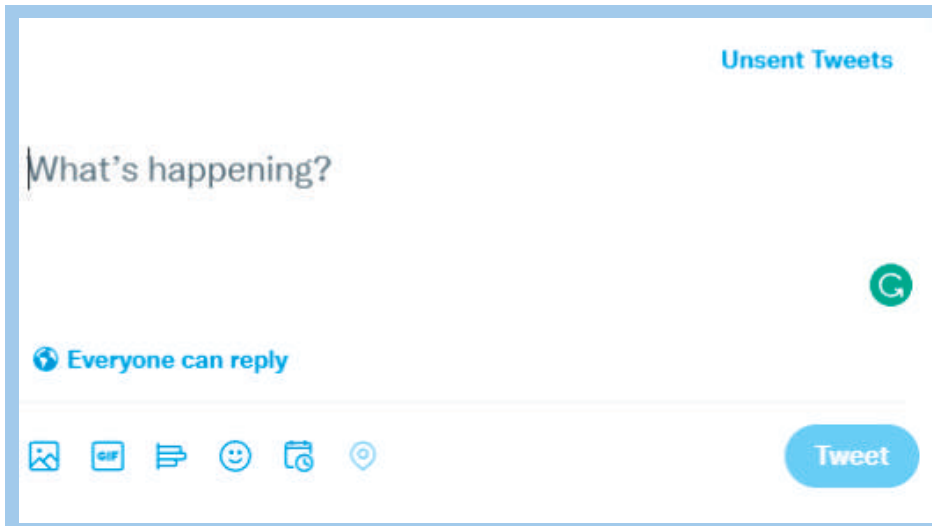 Unsent Tweets
What’s happening?
Everyone can reply
GIF
Tweet